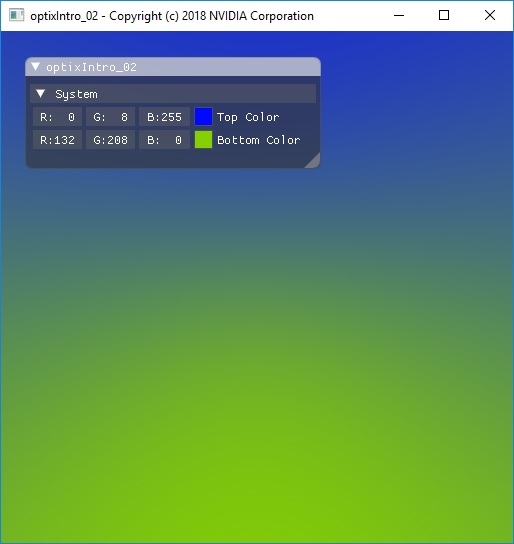 optixIntro_02 - Copyright (c) 2018 NVIDIA Corporation
optixIntro_02
System
R: 0 G: 8 B:255 Top Color
R:132 G:208 B: 0 Bottom Color